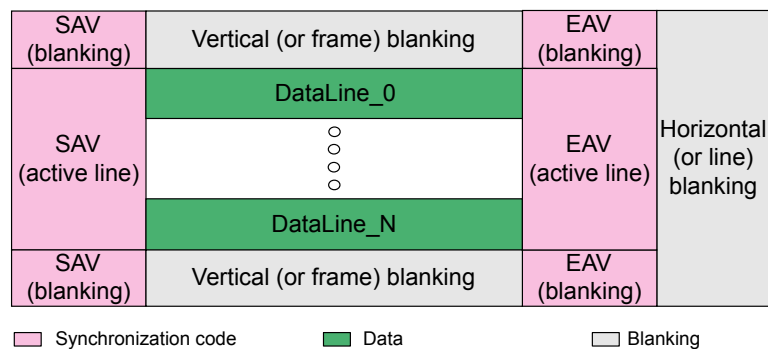 SAV
(blanking)
Vertical (or frame) blanking
EAV
(blanking)
DataLine_0
SAV
(active line)
EAV
(active line)
Horizontal
(or line)
blanking
DataLine_N
SAV
(blanking)
Vertical (or frame) blanking
EAV
(blanking)
Synchronization code
Data
Blanking